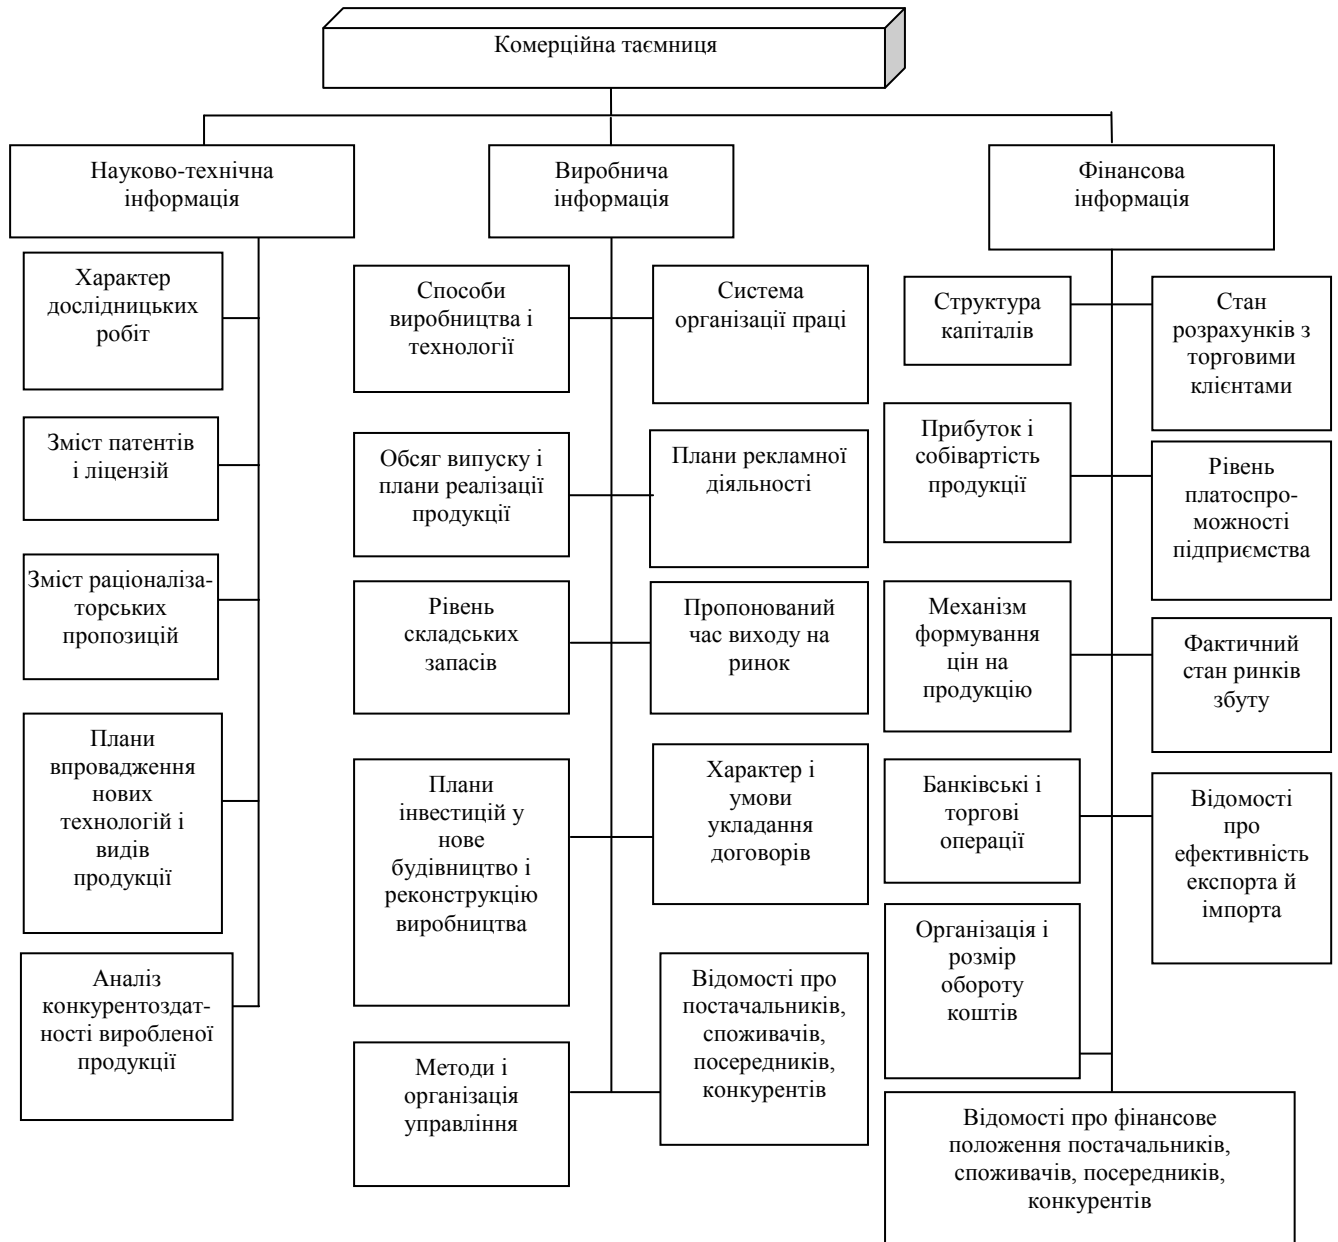 Комерційна таємниця
Науково-технічна
інформація
Виробнича
інформація
Фінансова
інформація
Характер
дослідницьких
робіт
Зміст патентів
і ліцензій
Зміст раціоналіза-
торських
пропозицій
Плани
впровадження
нових
технологій і
видів
продукції
Аналіз
конкурентоздат-
ності виробленої
продукції
Способи
виробництва і
технології
Система
організації праці
Обсяг випуску і
плани реалізації
продукції
Плани рекламної
діяльності
Рівень
складських
запасів
Пропонований
час виходу на
ринок
Плани
інвестицій у
нове
будівництво і
реконструкцію
виробництва
Характер і
умови
укладання
договорів
Методи і
організація
управління
Відомості про
постачальників,
споживачів,
посередників,
конкурентів
Структура
капіталів
Стан
розрахунків з
торговими
клієнтами
Прибуток і
собівартість
продукції
Рівень
платоспро-
можності
підприємства
Механізм
формування
цін на
продукцію
Фактичний
стан ринків
збуту
Банківські і
торгові
операції
Відомості
про
ефективність
експорта й
імпорта
Організація і
розмір
обороту
коштів
Відомості про фінансове
положення постачальників,
споживачів, посередників,
конкурентів